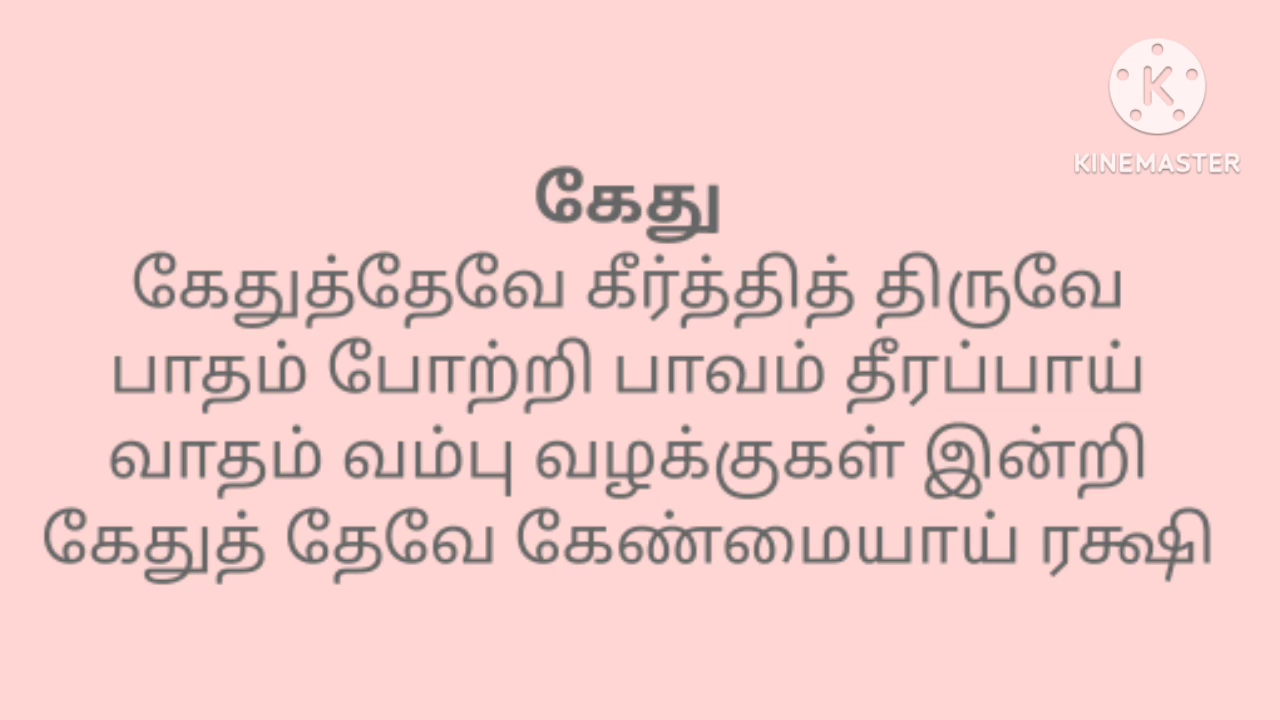 KINEMASTER
கேது
கேதுத்தேவே கீர்த்தித் திருவே
பாதம் போற்றி பாவம் தீரப்பாய்
வாதம் வம்பு வழக்குகள் இன்றி
கேதுத் தேவே கேண்மையாய் ரக்ஷி